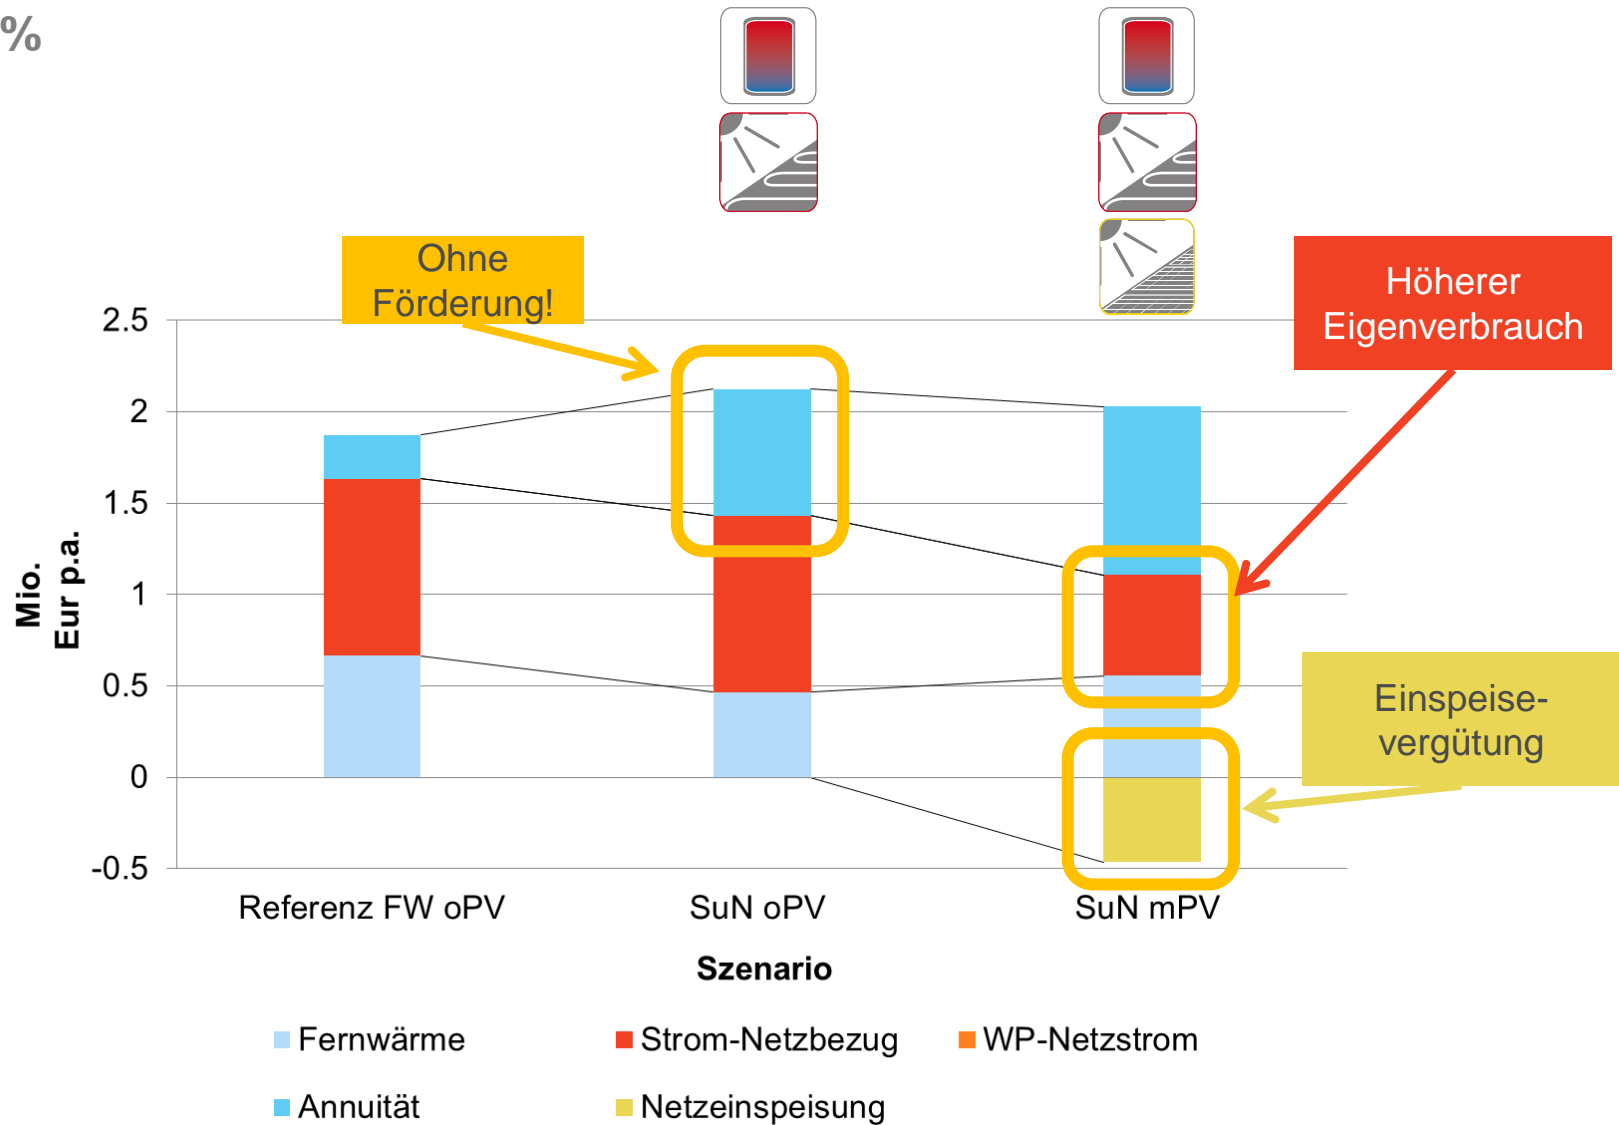 %
Ohne
Förderung!
Höherer
Eigenverbrauch
2.5
2
1.5
1
0.5
0
-0.5
Mio.
Eur p.a.
Einspeise-
vergütung
Referenz FW oPV
SuN oPV
SuN mPV
Szenario
Fernwärme
Strom-Netzbezug
WP-Netzstrom
Annuität
Netzeinspeisung